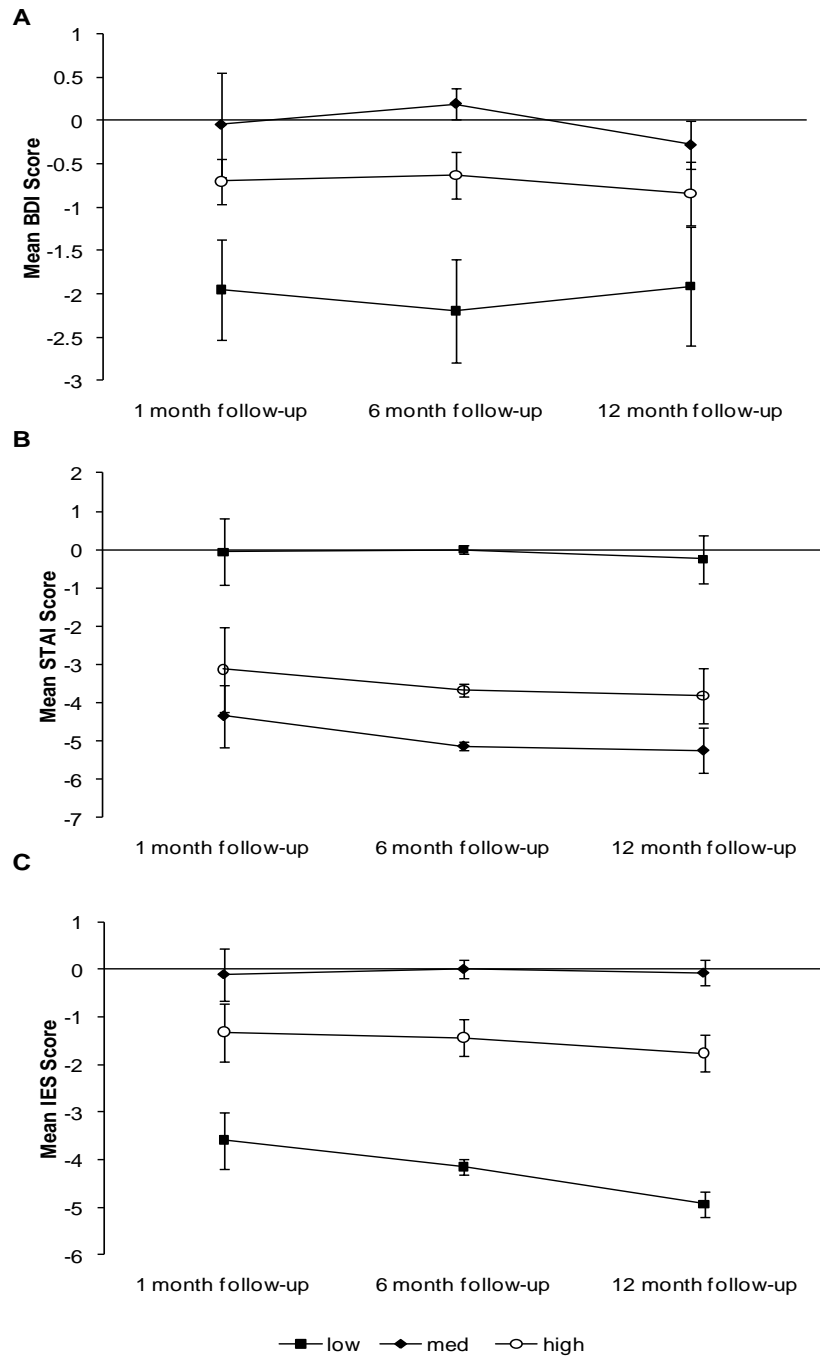 A
1
0.5
0
-0.5
-1
-1.5
-2
-2.5
-3
Mean BDI Score
1 month follow-up 6 month follow-up 12 month follow-up
B
2
1
0
-1
-2
-3
-4
-5
-6
-7
Mean STAI Score
1 month follow-up 6 month follow-up 12 month follow-up
C
1
0
-1
-2
-3
-4
-5
-6
Mean IES Score
1 month follow-up 6 month follow-up 12 month follow-up
low med high